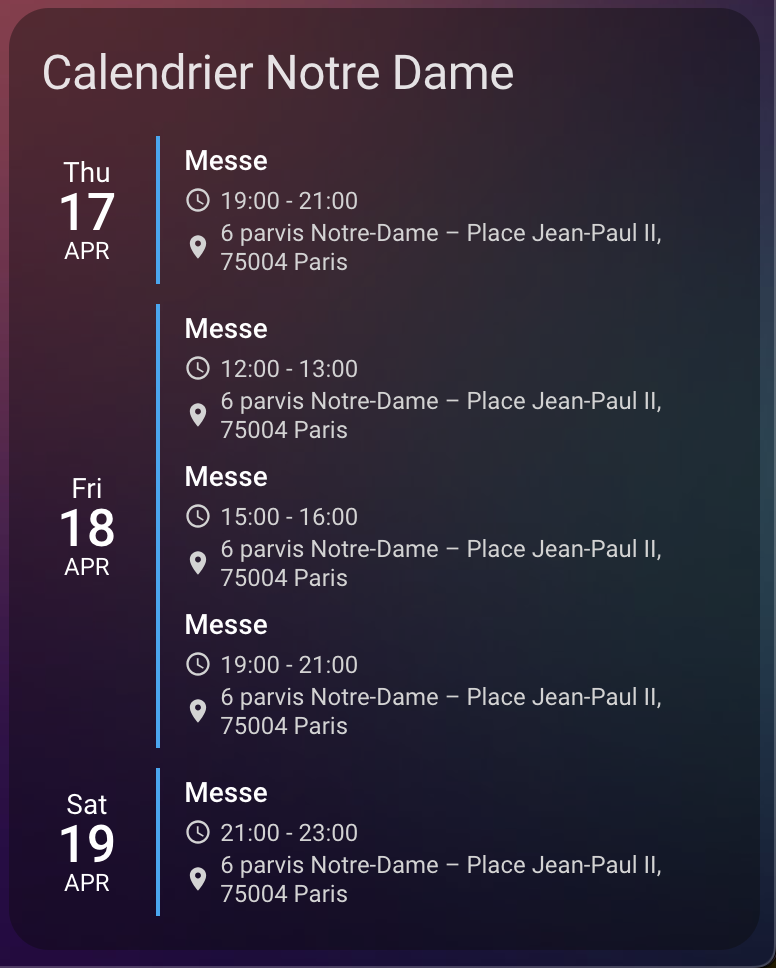 Calendrier Notre Dame
Thu
17
APR
Messe
19:00 - 21:00
6 parvis Notre-Dame – Place Jean-Paul II,
75004 Paris
Fri
18
APR
Messe
12:00 - 13:00
6 parvis Notre-Dame – Place Jean-Paul II,
75004 Paris
Messe
15:00 - 16:00
6 parvis Notre-Dame – Place Jean-Paul II,
75004 Paris
Messe
19:00 - 21:00
6 parvis Notre-Dame – Place Jean-Paul II,
75004 Paris
Sat
19
APR
Messe
21:00 - 23:00
6 parvis Notre-Dame – Place Jean-Paul II,
75004 Paris